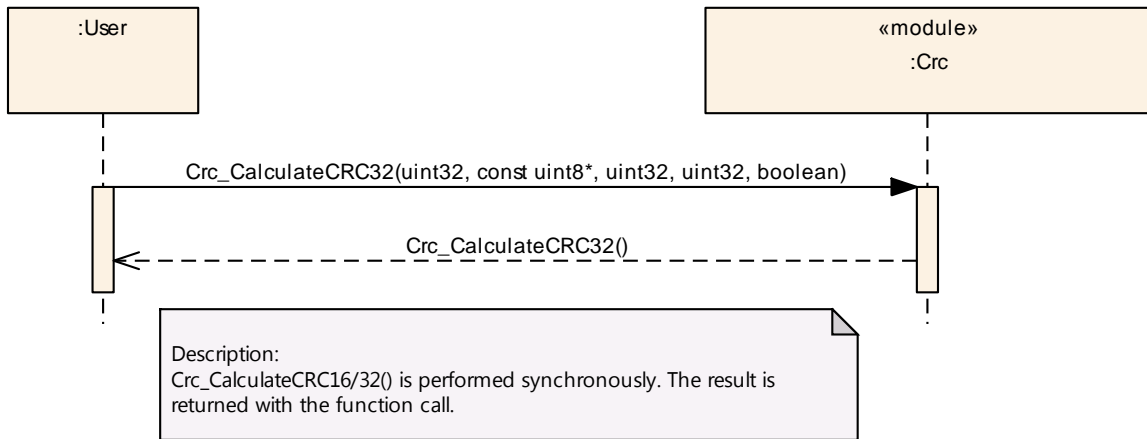 :User
«module»
:Crc
Crc_CalculateCRC32(uint32, const uint8*, uint32, uint32, boolean)
Crc_CalculateCRC32()
Description:
Crc_CalculateCRC16/32() is performed synchronously. The result is
returned with the function call.